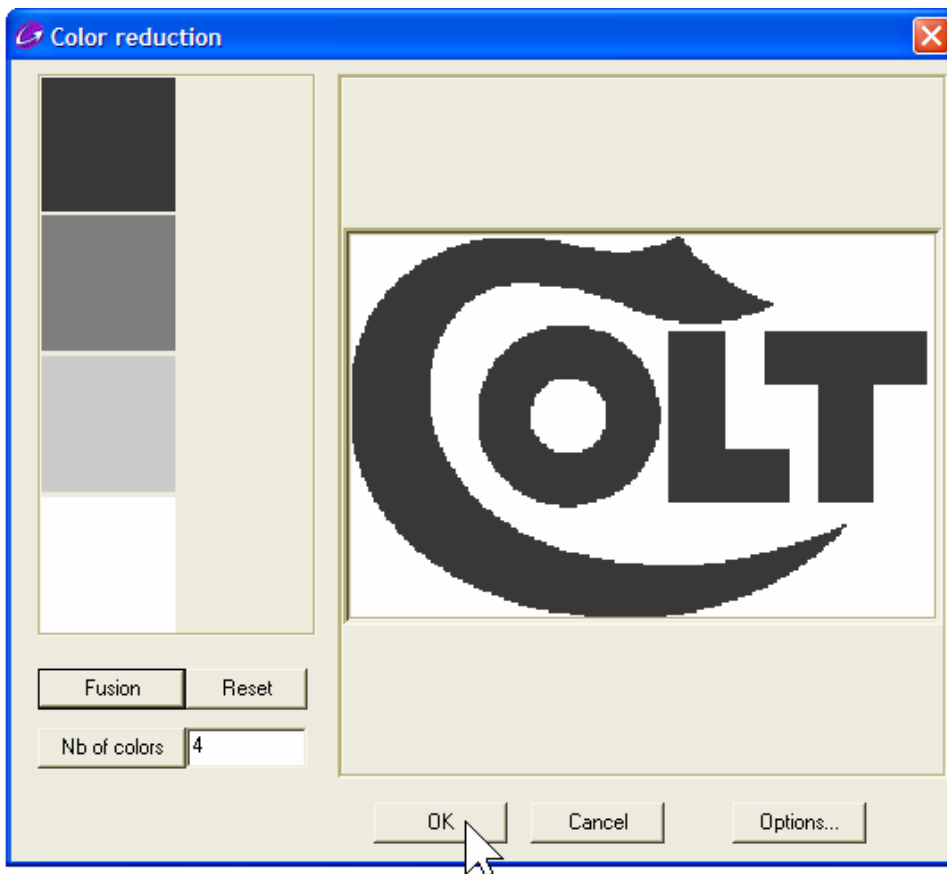 Color reduction
COLT
Fusion
Reset
Nb of colors
4
OK
Cancel
Options...